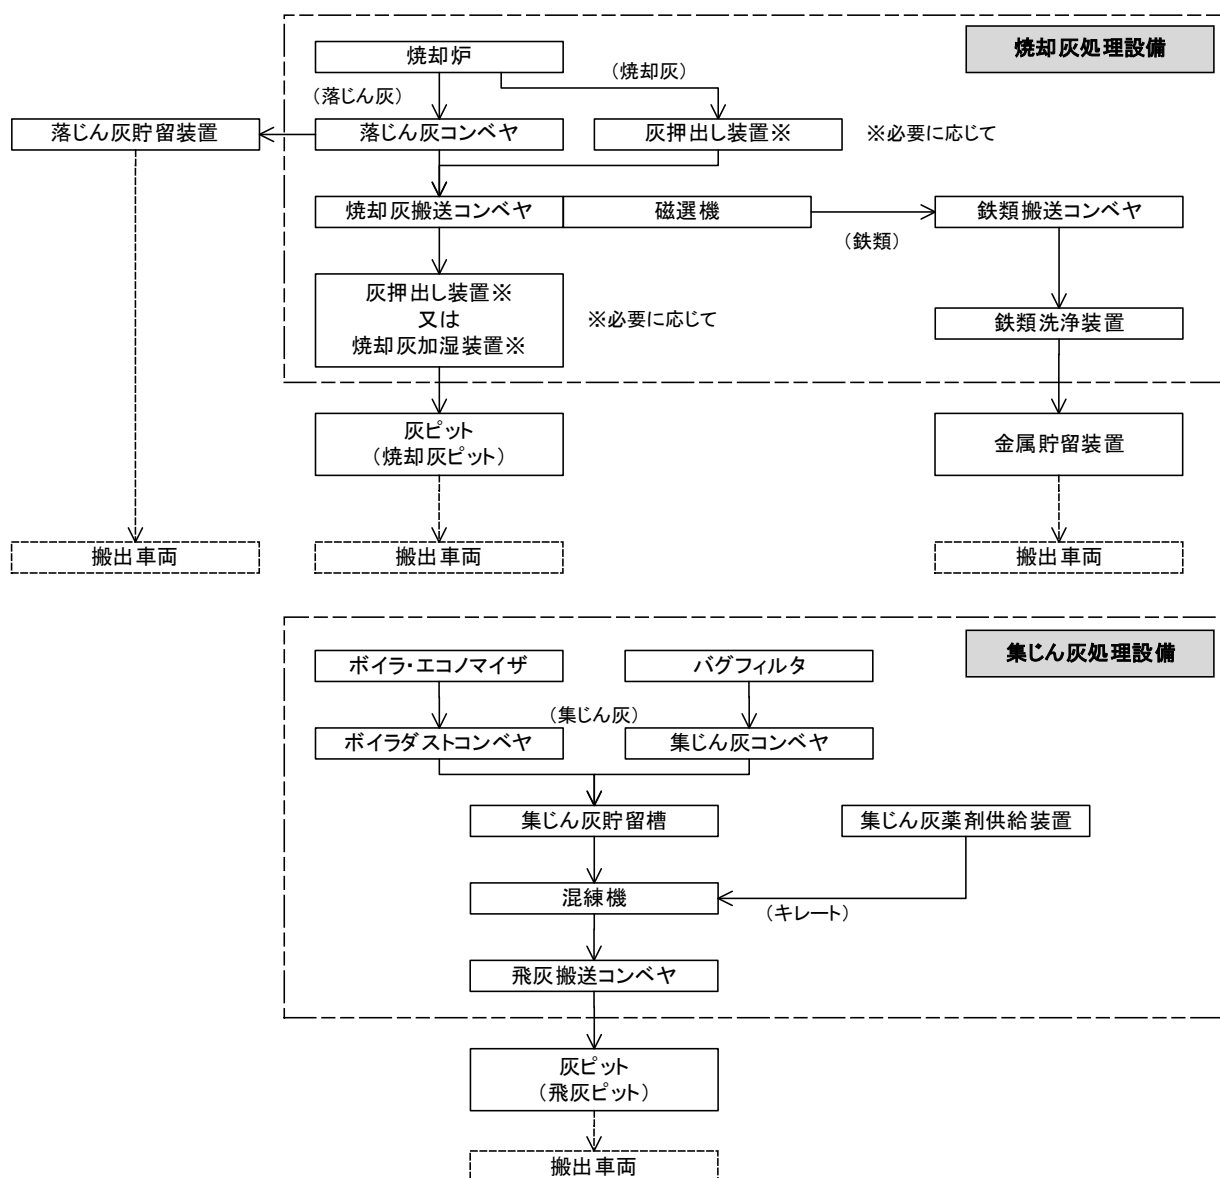 焼却灰処理設備
焼却炉
（焼却灰）
（落じん灰）
落じん灰貯留装置
落じん灰コンベヤ
灰押出し装置※
※必要に応じて
焼却灰搬送コンベヤ
磁選機
鉄類搬送コンベヤ
（鉄類）
灰押出し装置※
又は
焼却灰加湿装置※
※必要に応じて
鉄類洗浄装置
灰ピット
（焼却灰ピット）
金属貯留装置
搬出車両
搬出車両
搬出車両
集じん灰処理設備
ボイラ・エコノマイザ
バグフィルタ
（集じん灰）
ボイラダストコンベヤ
集じん灰コンベヤ
集じん灰貯留槽
集じん灰薬剤供給装置
混練機
（キレート）
飛灰搬送コンベヤ
灰ピット
（飛灰ピット）
搬出車両